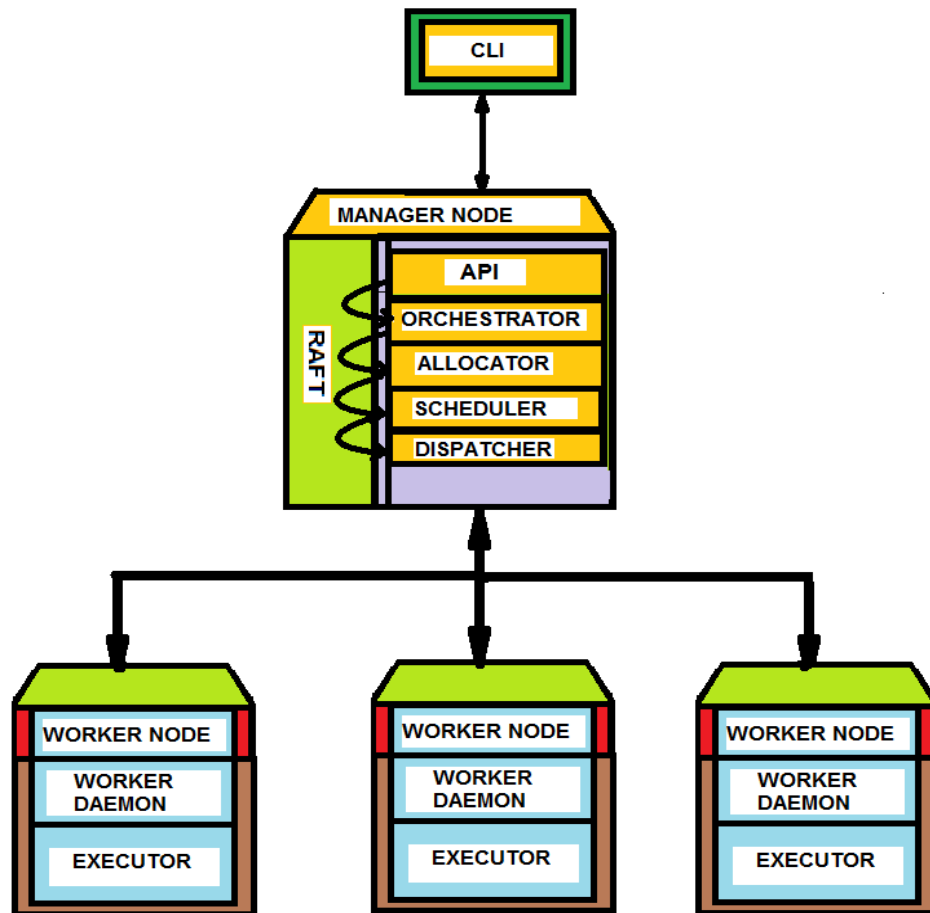 CLI
MANAGER NODE
API
ORCHESTRATOR
RAFT
ALLOCATOR
SCHEDULER
DISPATCHER
WORKER NODE
WORKER
DAEMON
EXECUTOR
WORKER NODE
WORKER
DAEMON
EXECUTOR
WORKER NODE
WORKER
DAEMON
EXECUTOR